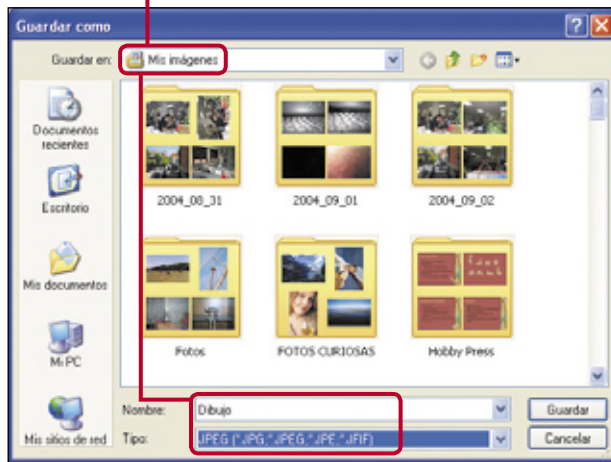 Guardar como
Guardar en: Mis imágenes
Documentos
recientes
Escritorio
Mis documentos
Mi PC
Mis sitios de red
2004_08_31 2004_09_01 2004_09_02
Fotos FOTOS CURIOSAS Hobby Press
Nombre: Dibujo Guardar
Tipo: JPEG (*.JPG,*.JPEG,*.JPE,*.JFIF) Cancelar